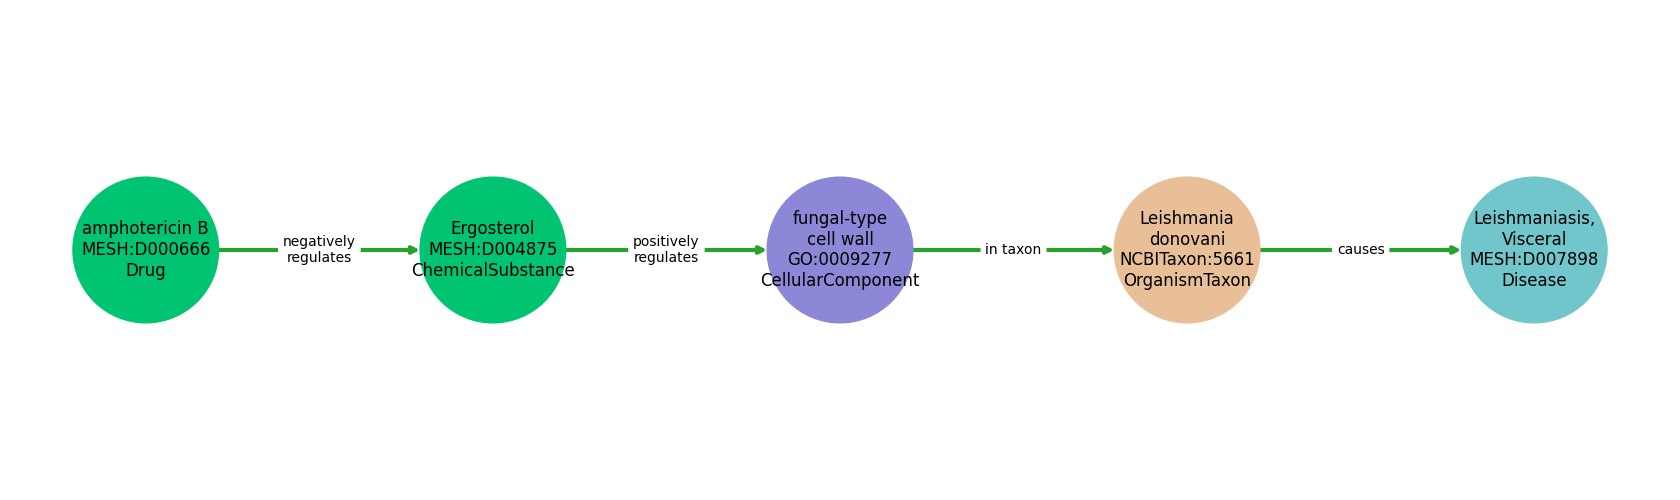 amphotericin B
MESH:D000666
Drug
negatively
regulates
Ergosterol
MESH:D004875
ChemicalSubstance
positively
regulates
fungal-type
cell wall
GO:0009277
CellularComponent
in taxon
Leishmania
donovani
NCBITaxon:5661
OrganismTaxon
causes
Leishmaniasis,
Visceral
MESH:D007898
Disease